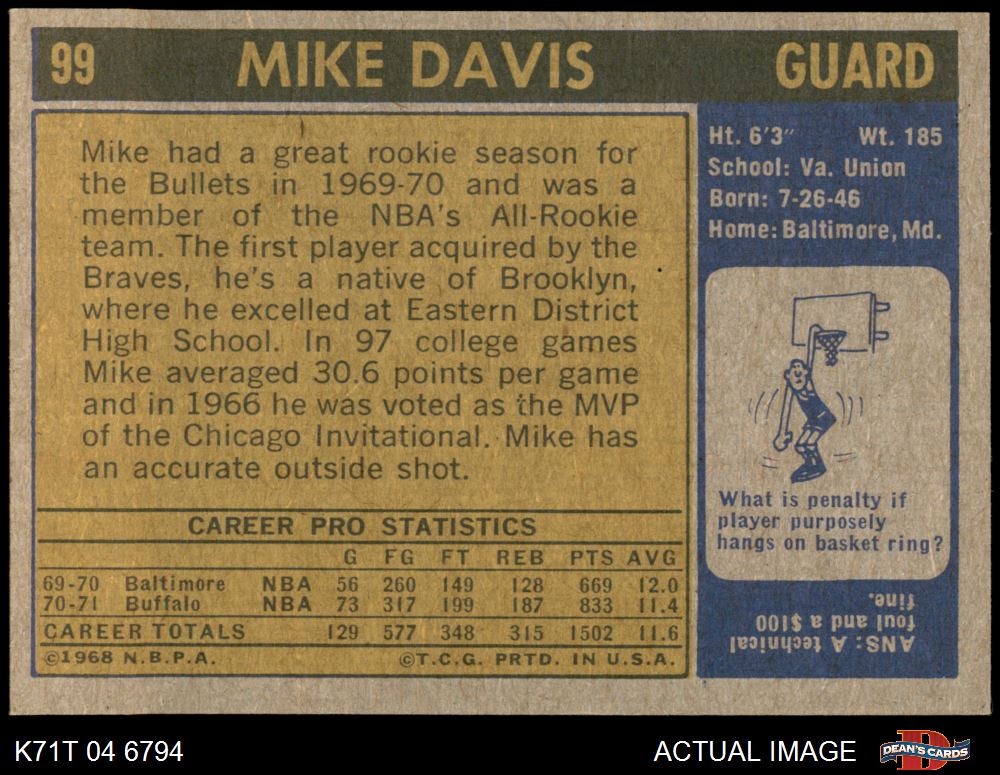 99 MIKE DAVIS GUARD
Mike had a great rookie season for
the Bullets in 1969-70 and was a
member of the NBA's All-Rookie
team. The first player acquired by the
Braves, he's a native of Brooklyn,
where he excelled at Eastern District
High School. In 97 college games
Mike averaged 30.6 points per game
and in 1966 he was voted as the MVP
of the Chicago Invitational. Mike has
an accurate outside shot.
CAREER PRO STATISTICS
G FG FT REB PTS AVG
69-70 Baltimore NBA 56 260 149 128 669 12.0
70-71 Buffalo NBA 73 317 199 187 833 11.4
CAREER TOTALS 129 577 348 315 1502 11.6
©1968 N.B.P.A. ©T.C.G. PRTD. IN U.S.A.
Ht. 6'3" Wt. 185
School: Va. Union
Born: 7-26-46
Home: Baltimore, Md.
What is penalty if
player purposely
hangs on basket ring?
ANS: A technical
foul and a $100
fine.
K71T 04 6794 ACTUAL IMAGE DEAN'S CARDS